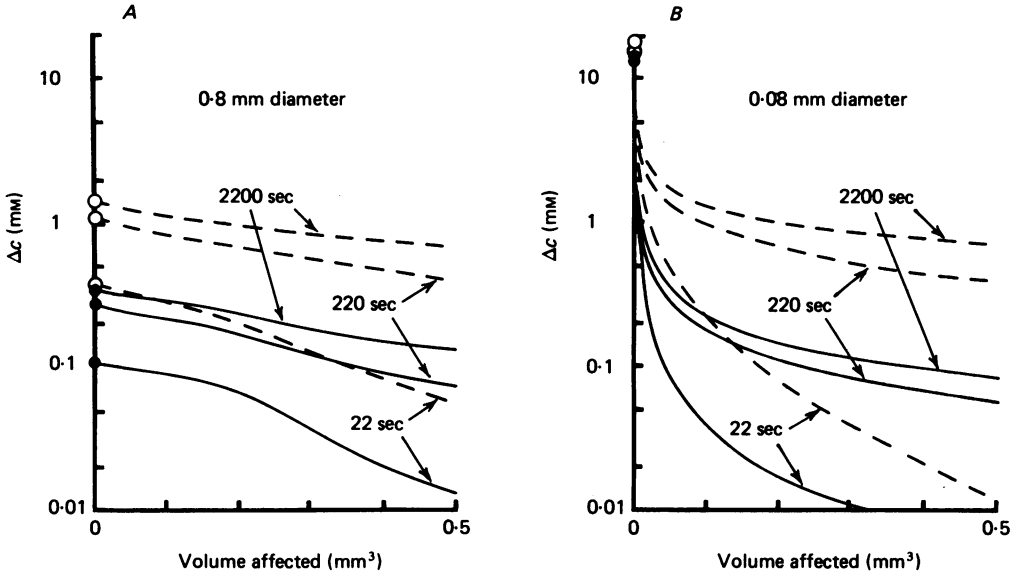 A
10
0·8 mm diameter
2200 sec
1
Δc (mM)
220 sec
0·1
22 sec
0·01
0
0·5
Volume affected (mm³)
B
10
0·08 mm diameter
2200 sec
1
Δc (mM)
220 sec
0·1
22 sec
0·01
0
0·5
Volume affected (mm³)